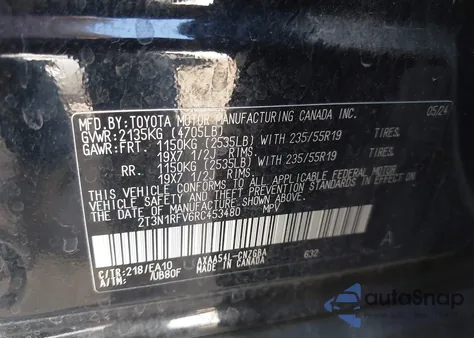 MFD.BY:TOYOTA MOTOR MANUFACTURING CANADA INC. 05/24
GVWR:2135KG (4705LB)
GAWR:FRT. 1150KG (2535LB) WITH 235/55R19 TIRES,
19X7 1/2J RIMS,
RR. 1150KG (2535LB) WITH 235/55R19 TIRES,
19X7 1/2J RIMS,
THIS VEHICLE CONFORMS TO ALL APPLICABLE FEDERAL MOTOR
VEHICLE SAFETY AND THEFT PREVENTION STANDARDS IN EFFECT ON
THE DATE OF MANUFACTURE SHOWN ABOVE.
2T3N1RFV6RC453480 MPV
C/TR:218/EA10 AXAA54L-CNZGBA 632
A/TM: /UB80F MADE IN CANADA
A
autoSnap